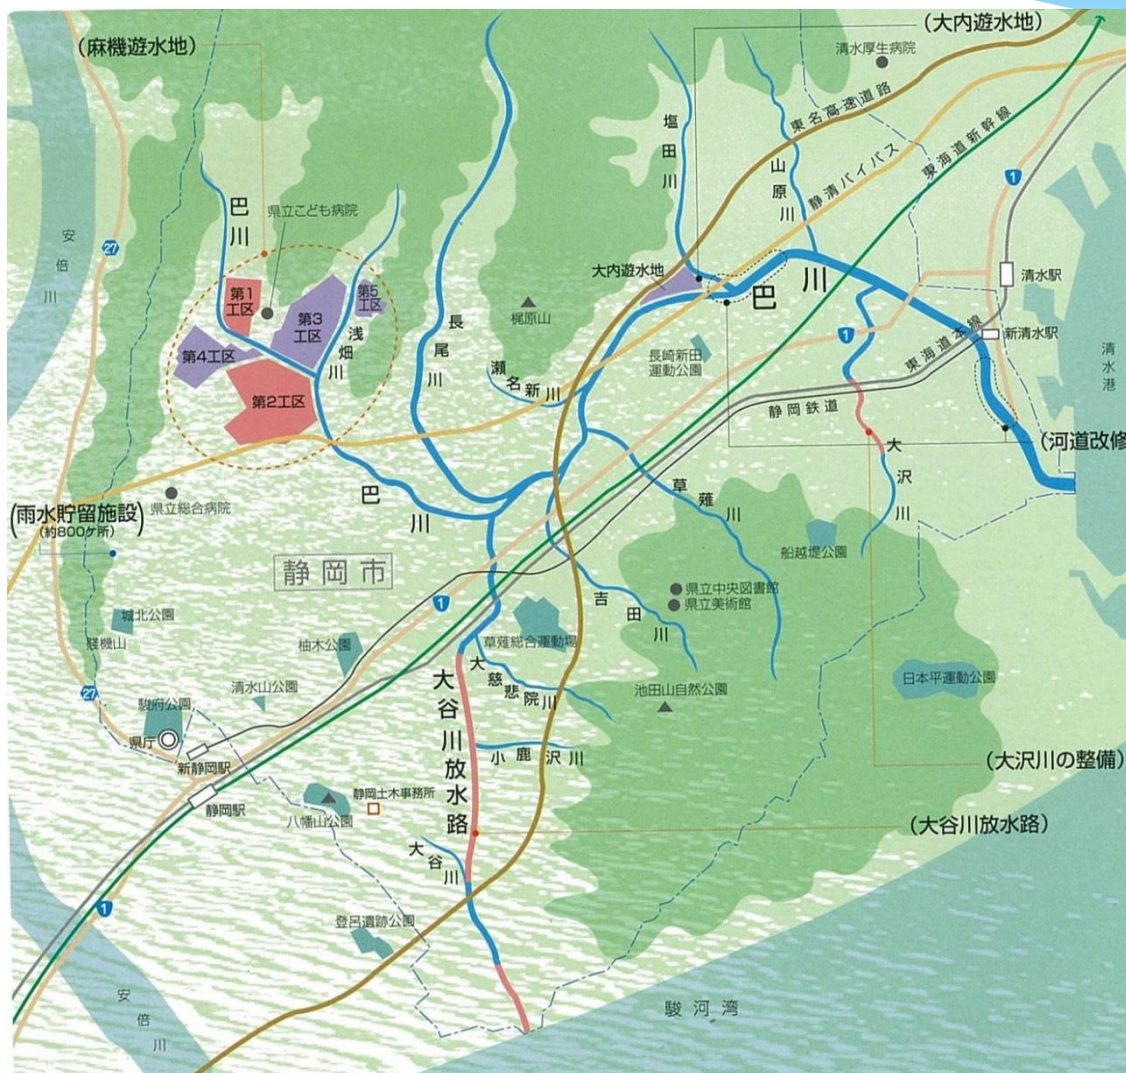 (麻機遊水地)
(大内遊水地)
清水厚生病院
東名高速道路
塩田川
山原川
静清バイパス
東海道新幹線
1
27
安倍川
巴川
県立こども病院
第1
工区
第3
工区
第5
工区
第4工区
第2工区
浅畑川
長尾川
梶原山
瀬名新川
大内遊水地
巴川
長崎新田
運動公園
1
清水駅
新清水駅
東海道本線
清水港
静岡鉄道
(河道改修
大沢川
巴川
県立総合病院
(雨水貯留施設)
(約800ケ所)
静岡市
草薙川
船越堤公園
県立中央図書館
県立美術館
吉田川
城北公園
賤機山
1
柚木公園
草薙総合運動場
大慈悲院川
池田山自然公園
日本平運動公園
27
清水山公園
駿府公園
県庁
新静岡駅
静岡駅
大谷川放水路
小鹿沢川
(大沢川の整備)
静岡土木事務所
八幡山公園
(大谷川放水路)
大谷川
1
登呂遺跡公園
安倍川
駿河湾